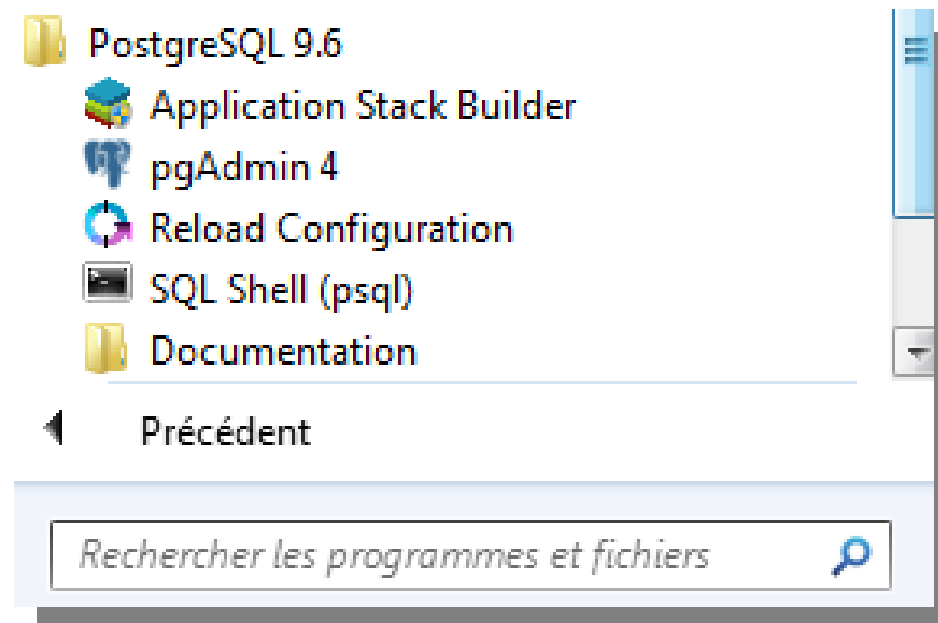 PostgreSQL 9.6
Application Stack Builder
pgAdmin 4
Reload Configuration
SQL Shell (psql)
Documentation
Précédent
Rechercher les programmes et fichiers